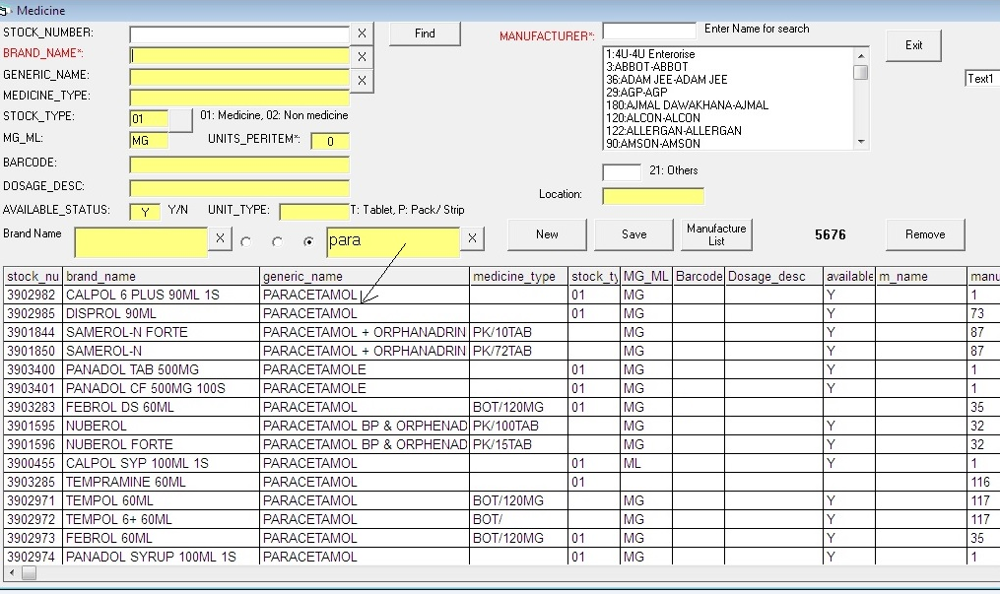 Medicine
STOCK_NUMBER: X Find
BRAND_NAME*: X
GENERIC_NAME: X
MEDICINE_TYPE:
STOCK_TYPE: 01 01: Medicine, 02: Non medicine
MG_ML: MG UNITS_PERITEM*: 0
BARCODE:
DOSAGE_DESC:
AVAILABLE_STATUS: Y Y/N UNIT_TYPE: T: Tablet, P: Pack/ Strip
MANUFACTURER*: Enter Name for search
1:4U-4U Enterorise
3:ABBOT-ABBOT
36:ADAM JEE-ADAM JEE
29:AGP-AGP
180:AJMAL DAWAKHANA-AJMAL
120:ALCON-ALCON
122:ALLERGAN-ALLERGAN
90:AMSON-AMSON
21: Others
Location:
Exit
Text1
Brand Name X para X New Save Manufacture List 5676 Remove
stock_nu brand_name generic_name medicine_type stock_ty MG_ML Barcode Dosage_desc available m_name manu
3902982 CALPOL 6 PLUS 90ML 1S PARACETAMOL 01 MG Y 1
3902985 DISPROL 90ML PARACETAMOL 01 MG Y 73
3901844 SAMEROL-N FORTE PARACETAMOL + ORPHANADRIN PK/10TAB MG Y 87
3901850 SAMEROL-N PARACETAMOL + ORPHANADRIN PK/72TAB MG Y 87
3903400 PANADOL TAB 500MG PARACETAMOLE 01 MG Y 1
3903401 PANADOL CF 500MG 100S PARACETAMOLE 01 MG Y 1
3903283 FEBROL DS 60ML PARACETAMOL BOT/120MG 01 MG 35
3901595 NUBEROL PARACETAMOL BP & ORPHENAD PK/100TAB MG Y 32
3901596 NUBEROL FORTE PARACETAMOL BP & ORPHENAD PK/15TAB MG Y 32
3900455 CALPOL SYP 100ML 1S PARACETAMOL 01 ML Y 1
3903285 TEMPRAMINE 60ML PARACETAMOL 01 116
3902971 TEMPOL 60ML PARACETAMOL BOT/120MG MG Y 117
3902972 TEMPOL 6+ 60ML PARACETAMOL BOT/ MG Y 117
3902973 FEBROL 60ML PARACETAMOL BOT/120MG 01 MG Y 35
3902974 PANADOL SYRUP 100ML 1S PARACETAMOL 01 MG Y 1